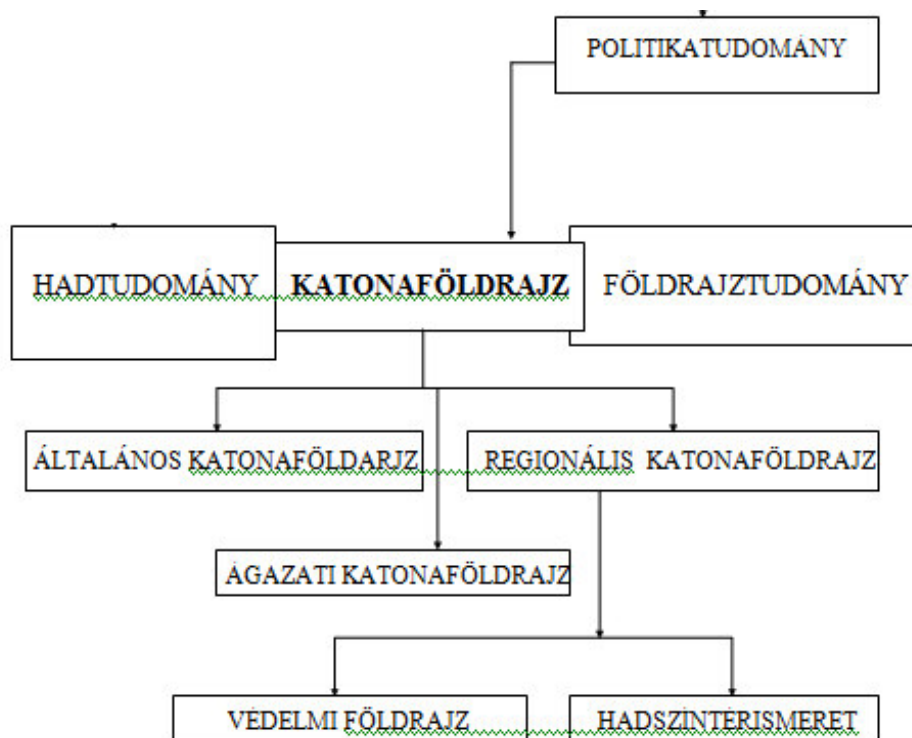 POLITIKATUDOMÁNY
HADTUDOMÁNY KATONAFÖLDRAJZ FÖLDRAJZTUDOMÁNY
ÁLTALÁNOS KATONAFÖLDARJZ REGIONÁLIS KATONAFÖLDRAJZ
ÁGAZATI KATONAFÖLDRAJZ
VÉDELMI FÖLDRAJZ HADSZÍNTÉRISMERET